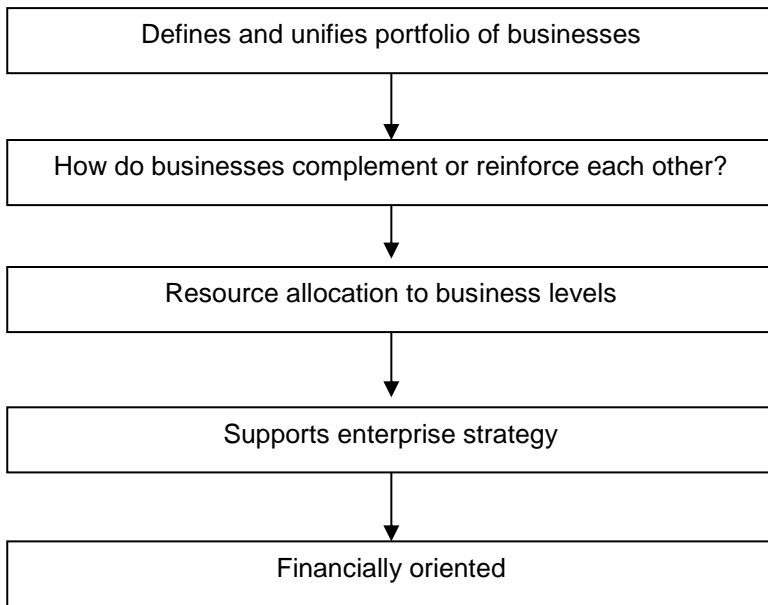 Defines and unifies portfolio of businesses
How do businesses complement or reinforce each other?
Resource allocation to business levels
Supports enterprise strategy
Financially oriented